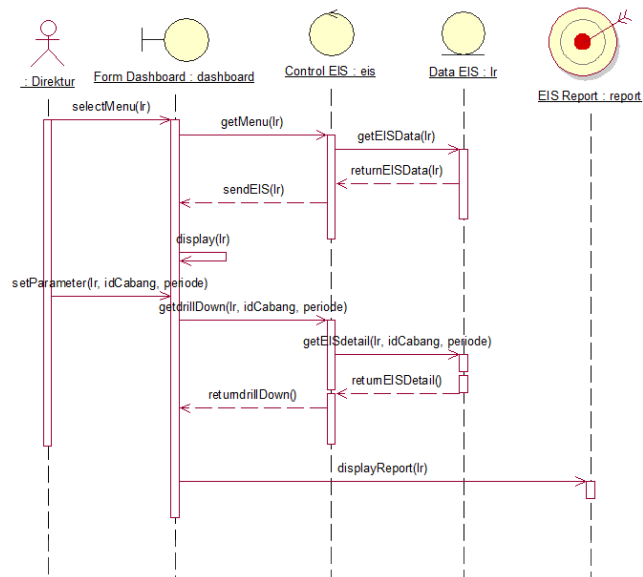 : Direktur
Form Dashboard : dashboard
Control EIS : eis
Data EIS : lr
EIS Report : report
selectMenu(lr)
getMenu(lr)
getEISData(lr)
returnEISData(lr)
sendEIS(lr)
display(lr)
setParameter(lr, idCabang, periode)
getdrillDown(lr, idCabang, periode)
getEISdetail(lr, idCabang, periode)
returnEISDetail()
returndrillDown()
displayReport(lr)